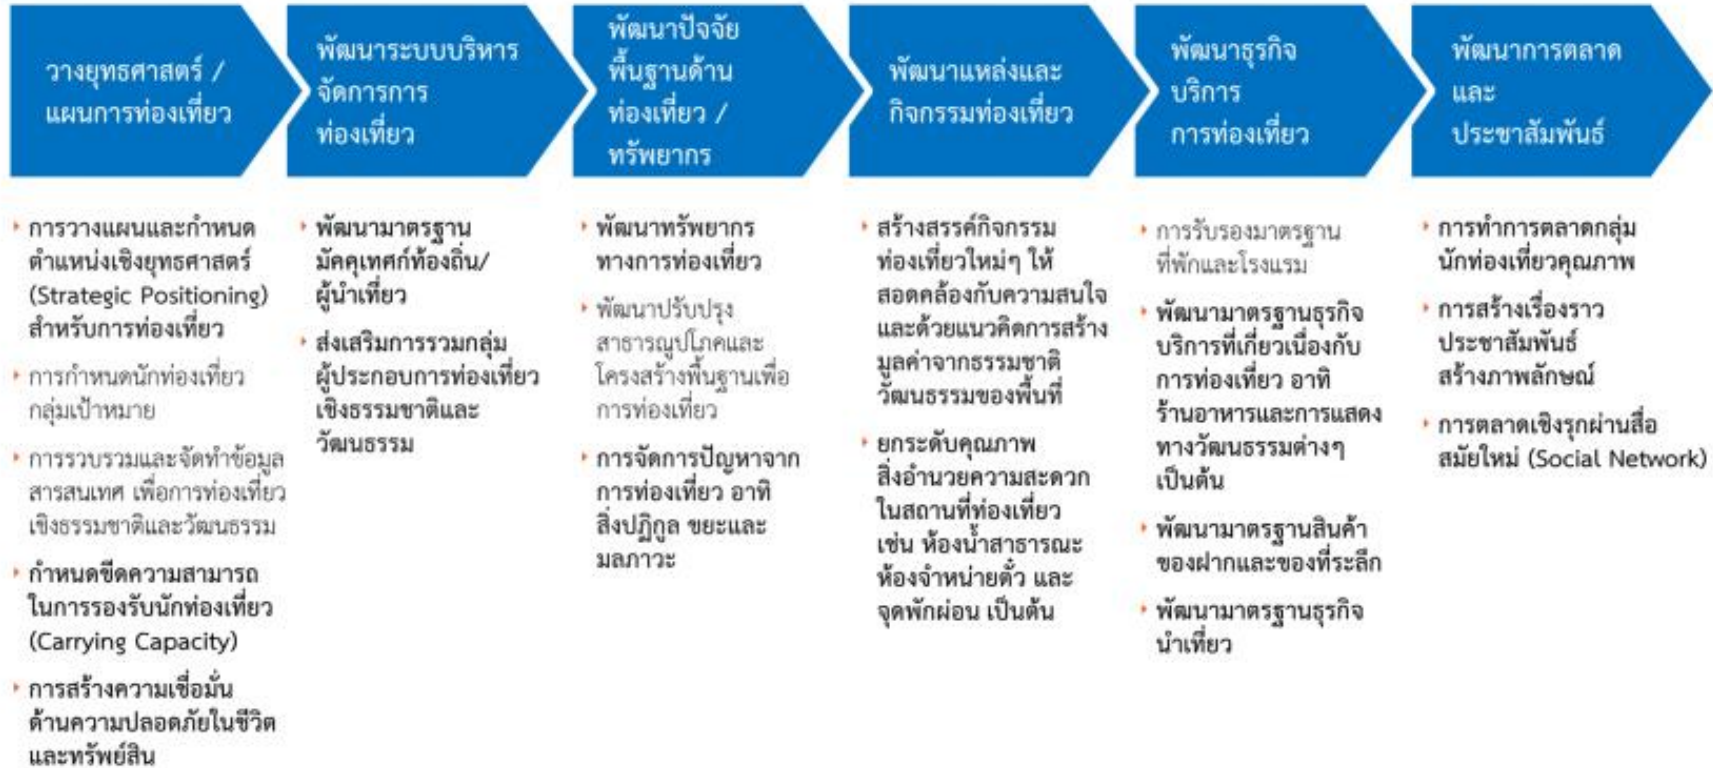 วางยุทธศาสตร์ /
แผนการท่องเที่ยว
พัฒนาระบบบริหาร
จัดการการ
ท่องเที่ยว
พัฒนาปัจจัย
พื้นฐานด้าน
ท่องเที่ยว /
ทรัพยากร
พัฒนาแหล่งและ
กิจกรรมท่องเที่ยว
พัฒนาธุรกิจ
บริการ
การท่องเที่ยว
พัฒนาการตลาด
และ
ประชาสัมพันธ์
การวางแผนและกำหนด
ตำแหน่งเชิงยุทธศาสตร์
(Strategic Positioning)
สำหรับการท่องเที่ยว
การกำหนดนักท่องเที่ยว
กลุ่มเป้าหมาย
การรวบรวมและจัดทำข้อมูล
สารสนเทศ เพื่อการท่องเที่ยว
เชิงธรรมชาติและวัฒนธรรม
กำหนดขีดความสามารถ
ในการรองรับนักท่องเที่ยว
(Carrying Capacity)
การสร้างความเชื่อมั่น
ด้านความปลอดภัยในชีวิต
และทรัพย์สิน
พัฒนามาตรฐาน
มัคคุเทศก์ท้องถิ่น/
ผู้นำเที่ยว
ส่งเสริมการรวมกลุ่ม
ผู้ประกอบการท่องเที่ยว
เชิงธรรมชาติและ
วัฒนธรรม
พัฒนาทรัพยากร
ทางการท่องเที่ยว
พัฒนาปรับปรุง
สาธารณูปโภคและ
โครงสร้างพื้นฐานเพื่อ
การท่องเที่ยว
การจัดการปัญหาจาก
การท่องเที่ยว อาทิ
สิ่งปฏิกูล ขยะและ
มลภาวะ
สร้างสรรค์กิจกรรม
ท่องเที่ยวใหม่ๆ ให้
สอดคล้องกับความสนใจ
และด้วยแนวคิดการสร้าง
มูลค่าจากธรรมชาติ
วัฒนธรรมของพื้นที่
ยกระดับคุณภาพ
สิ่งอำนวยความสะดวก
ในสถานที่ท่องเที่ยว
เช่น ห้องน้ำสาธารณะ
ห้องจำหน่ายตั๋ว และ
จุดพักผ่อน เป็นต้น
การรับรองมาตรฐาน
ที่พักและโรงแรม
พัฒนามาตรฐานธุรกิจ
บริการที่เกี่ยวเนื่องกับ
การท่องเที่ยว อาทิ
ร้านอาหารและการแสดง
ทางวัฒนธรรมต่างๆ
เป็นต้น
พัฒนามาตรฐานสินค้า
ของฝากและของที่ระลึก
พัฒนามาตรฐานธุรกิจ
นำเที่ยว
การทำการตลาดกลุ่ม
นักท่องเที่ยวคุณภาพ
การสร้างเรื่องราว
ประชาสัมพันธ์
สร้างภาพลักษณ์
การตลาดเชิงรุกผ่านสื่อ
สมัยใหม่ (Social Network)